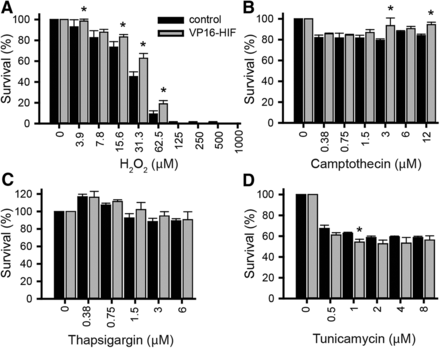 A
control
VP16-HIF
Survival (%)
100
80
60
40
20
0
* * * *
0 3.9 7.8 15.6 31.3 62.5 125 250 500 1000
H2O2 (μM)
B
Survival (%)
100
80
60
40
20
0
* *
0 0.38 0.75 1.5 3 6 12
Camptothecin (μM)
C
Survival (%)
120
100
80
60
40
20
0
0 0.38 0.75 1.5 3 6
Thapsigargin (μM)
D
Survival (%)
100
80
60
40
20
0
*
0 0.5 1 2 4 8
Tunicamycin (μM)